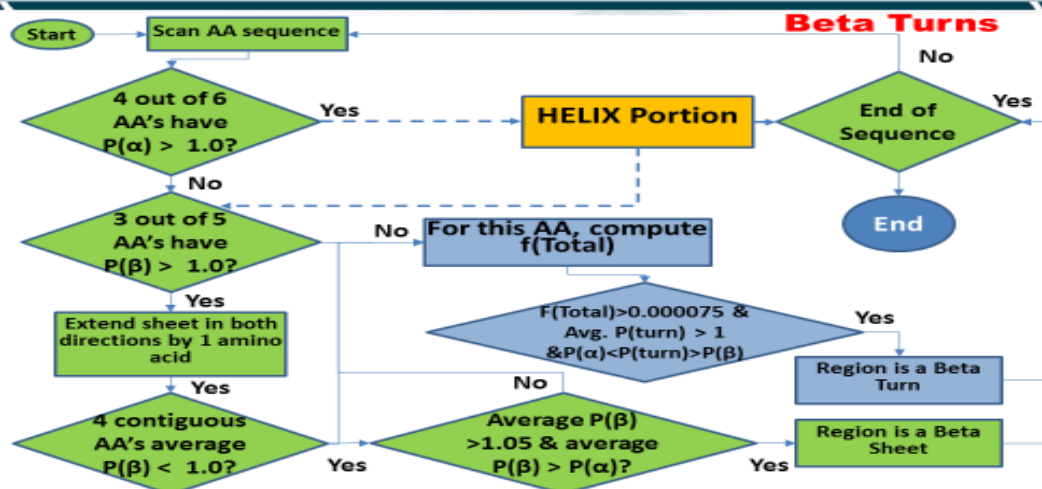 Beta Turns
Start
Scan AA sequence
No
4 out of 6
AA's have
P(α) > 1.0?
Yes
HELIX Portion
End of
Sequence
Yes
No
3 out of 5
AA's have
P(β) > 1.0?
No
For this AA, compute
f(Total)
End
Yes
F(Total)>0.000075 &
Avg. P(turn) > 1
&P(α)<P(turn)>P(β)
Yes
Extend sheet in both
directions by 1 amino
acid
Region is a Beta
Turn
Yes
No
4 contiguous
AA's average
P(β) < 1.0?
Yes
Average P(β)
>1.05 & average
P(β) > P(α)?
Yes
Region is a Beta
Sheet